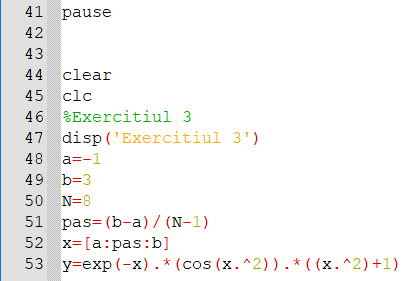 41 pause
42
43
44 clear
45 clc
46 %Exercitiul 3
47 disp('Exercitiul 3')
48 a=-1
49 b=3
50 N=8
51 pas=(b-a)/(N-1)
52 x=[a:pas:b]
53 y=exp(-x).*(cos(x.^2)).*((x.^2)+1)